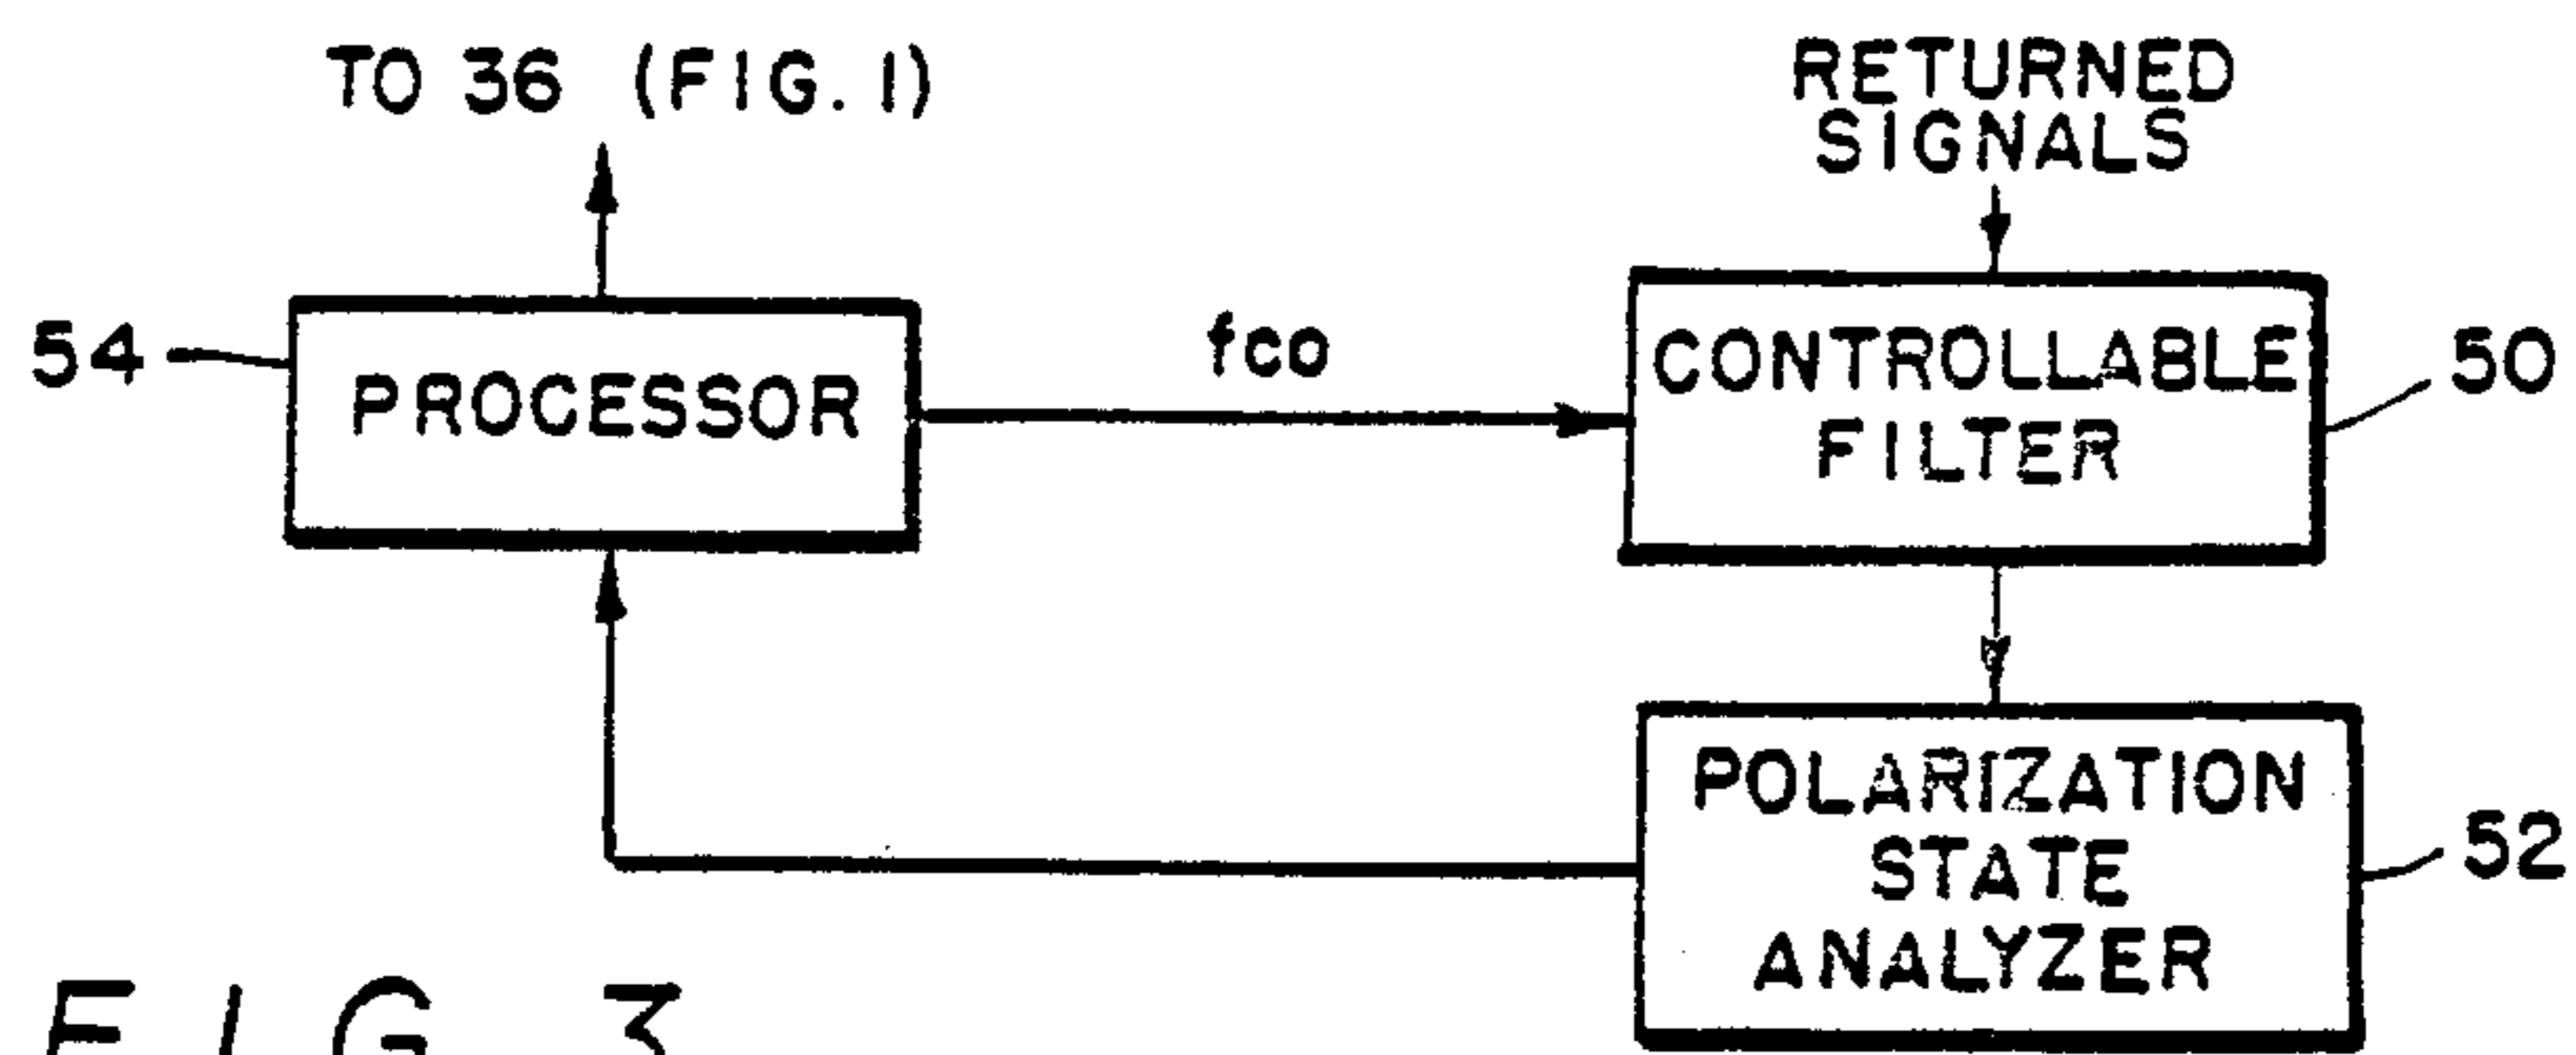 TO 36 (FIG. 1)
RETURNED
SIGNALS
54
PROCESSOR
fco
CONTROLLABLE
FILTER
50
POLARIZATION
STATE
ANALYZER
52
FIG. 3